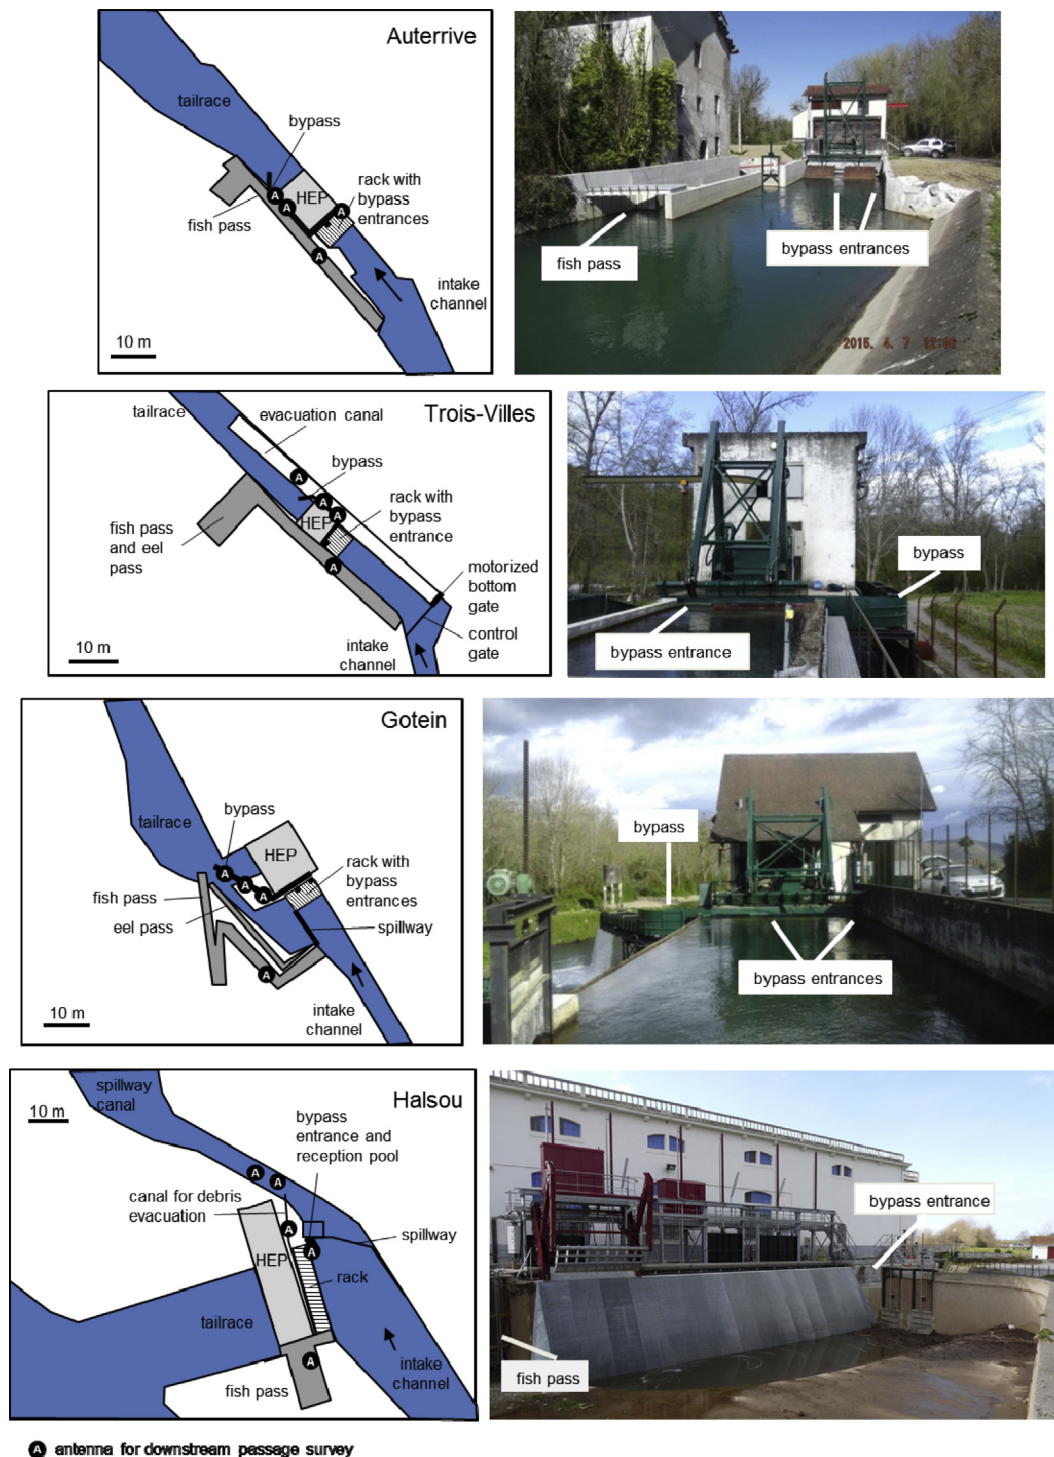 Auterrive
tailrace
bypass
HEP
rack with
bypass
entrances
fish pass
intake
channel
10 m
A
A
A
A
fish pass
bypass entrances
2015. 4. 7
Trois-Villes
tailrace
evacuation canal
bypass
HEP
rack with
bypass
entrance
fish pass
and eel
pass
motorized
bottom
gate
control
gate
intake
channel
10 m
A
A
A
A
bypass
bypass entrance
Gotein
tailrace
bypass
HEP
rack with
bypass
entrances
fish pass
eel pass
spillway
intake
channel
10 m
A
A
A
A
bypass
bypass entrances
Halsou
spillway
canal
10 m
bypass
entrance and
reception pool
canal for debris
evacuation
spillway
HEP
rack
tailrace
intake
channel
fish pass
A
A
A
A
A
bypass entrance
fish pass
A antenna for downstream passage survey